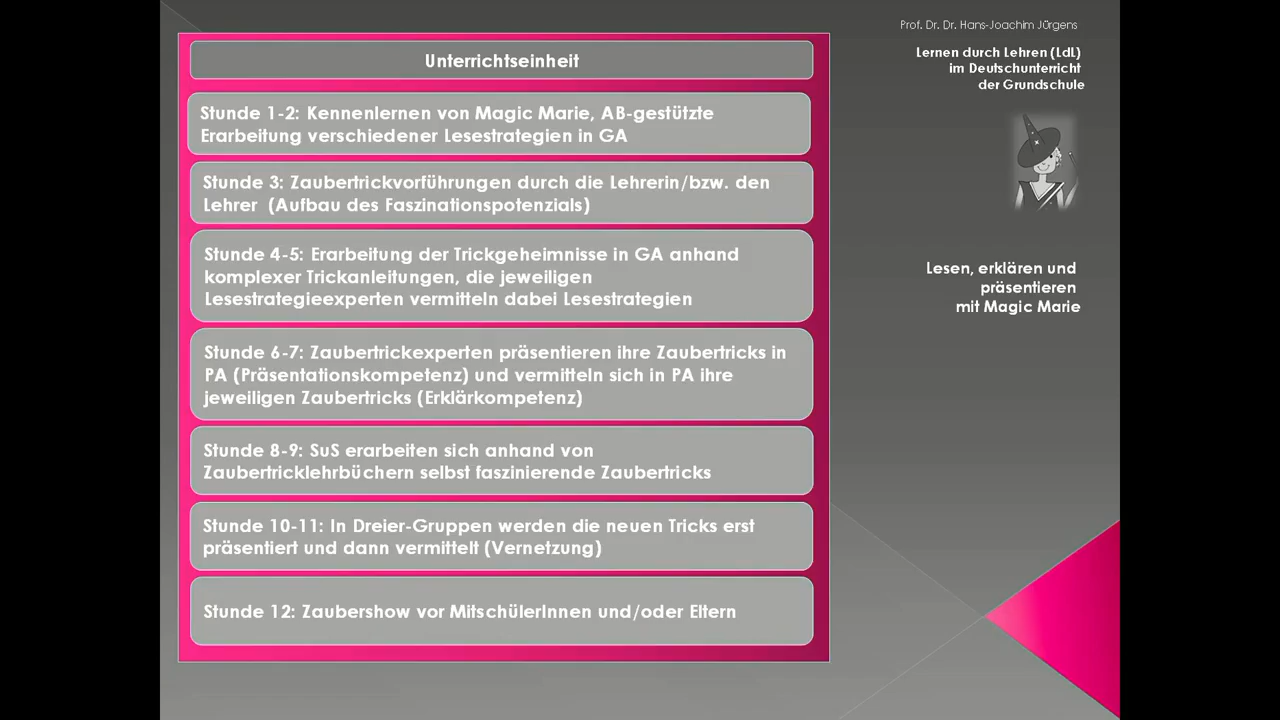 Prof. Dr. Dr. Hans-Joachim Jürgens
Lernen durch Lehren (LdL)
im Deutschunterricht
der Grundschule
Unterrichtseinheit
Stunde 1-2: Kennenlernen von Magic Marie, AB-gestützte
Erarbeitung verschiedener Lesestrategien in GA
Stunde 3: Zaubertrickvorführungen durch die Lehrerin/bzw. den
Lehrer (Aufbau des Faszinationspotenzials)
Stunde 4-5: Erarbeitung der Trickgeheimnisse in GA anhand
komplexer Trickanleitungen, die jeweiligen
Lesestrategieexperten vermitteln dabei Lesestrategien
Stunde 6-7: Zaubertrickexperten präsentieren ihre Zaubertricks in
PA (Präsentationskompetenz) und vermitteln sich in PA ihre
jeweiligen Zaubertricks (Erklärkompetenz)
Stunde 8-9: SuS erarbeiten sich anhand von
Zaubertricklehrbüchern selbst faszinierende Zaubertricks
Stunde 10-11: In Dreier-Gruppen werden die neuen Tricks erst
präsentiert und dann vermittelt (Vernetzung)
Stunde 12: Zaubershow vor MitschülerInnen und/oder Eltern
Lesen, erklären und
präsentieren
mit Magic Marie